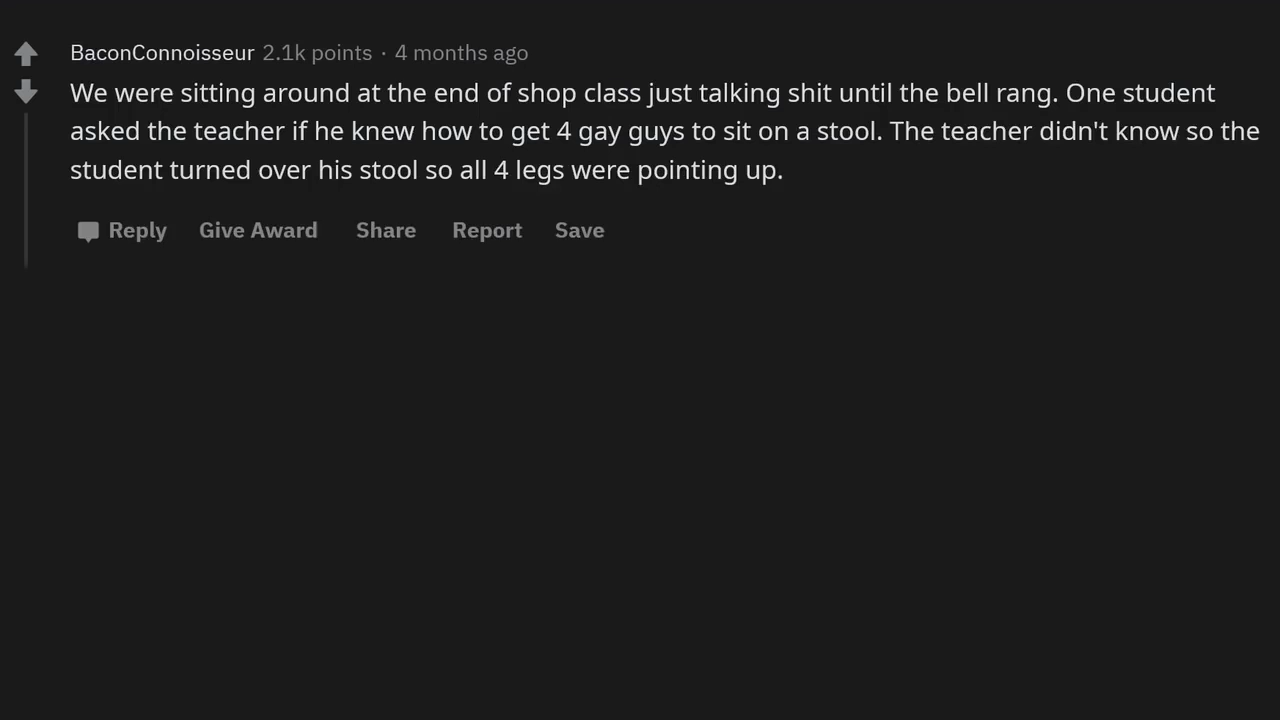 BaconConnoisseur 2.1k points · 4 months ago
We were sitting around at the end of shop class just talking shit until the bell rang. One student
asked the teacher if he knew how to get 4 gay guys to sit on a stool. The teacher didn't know so the
student turned over his stool so all 4 legs were pointing up.
Reply Give Award Share Report Save